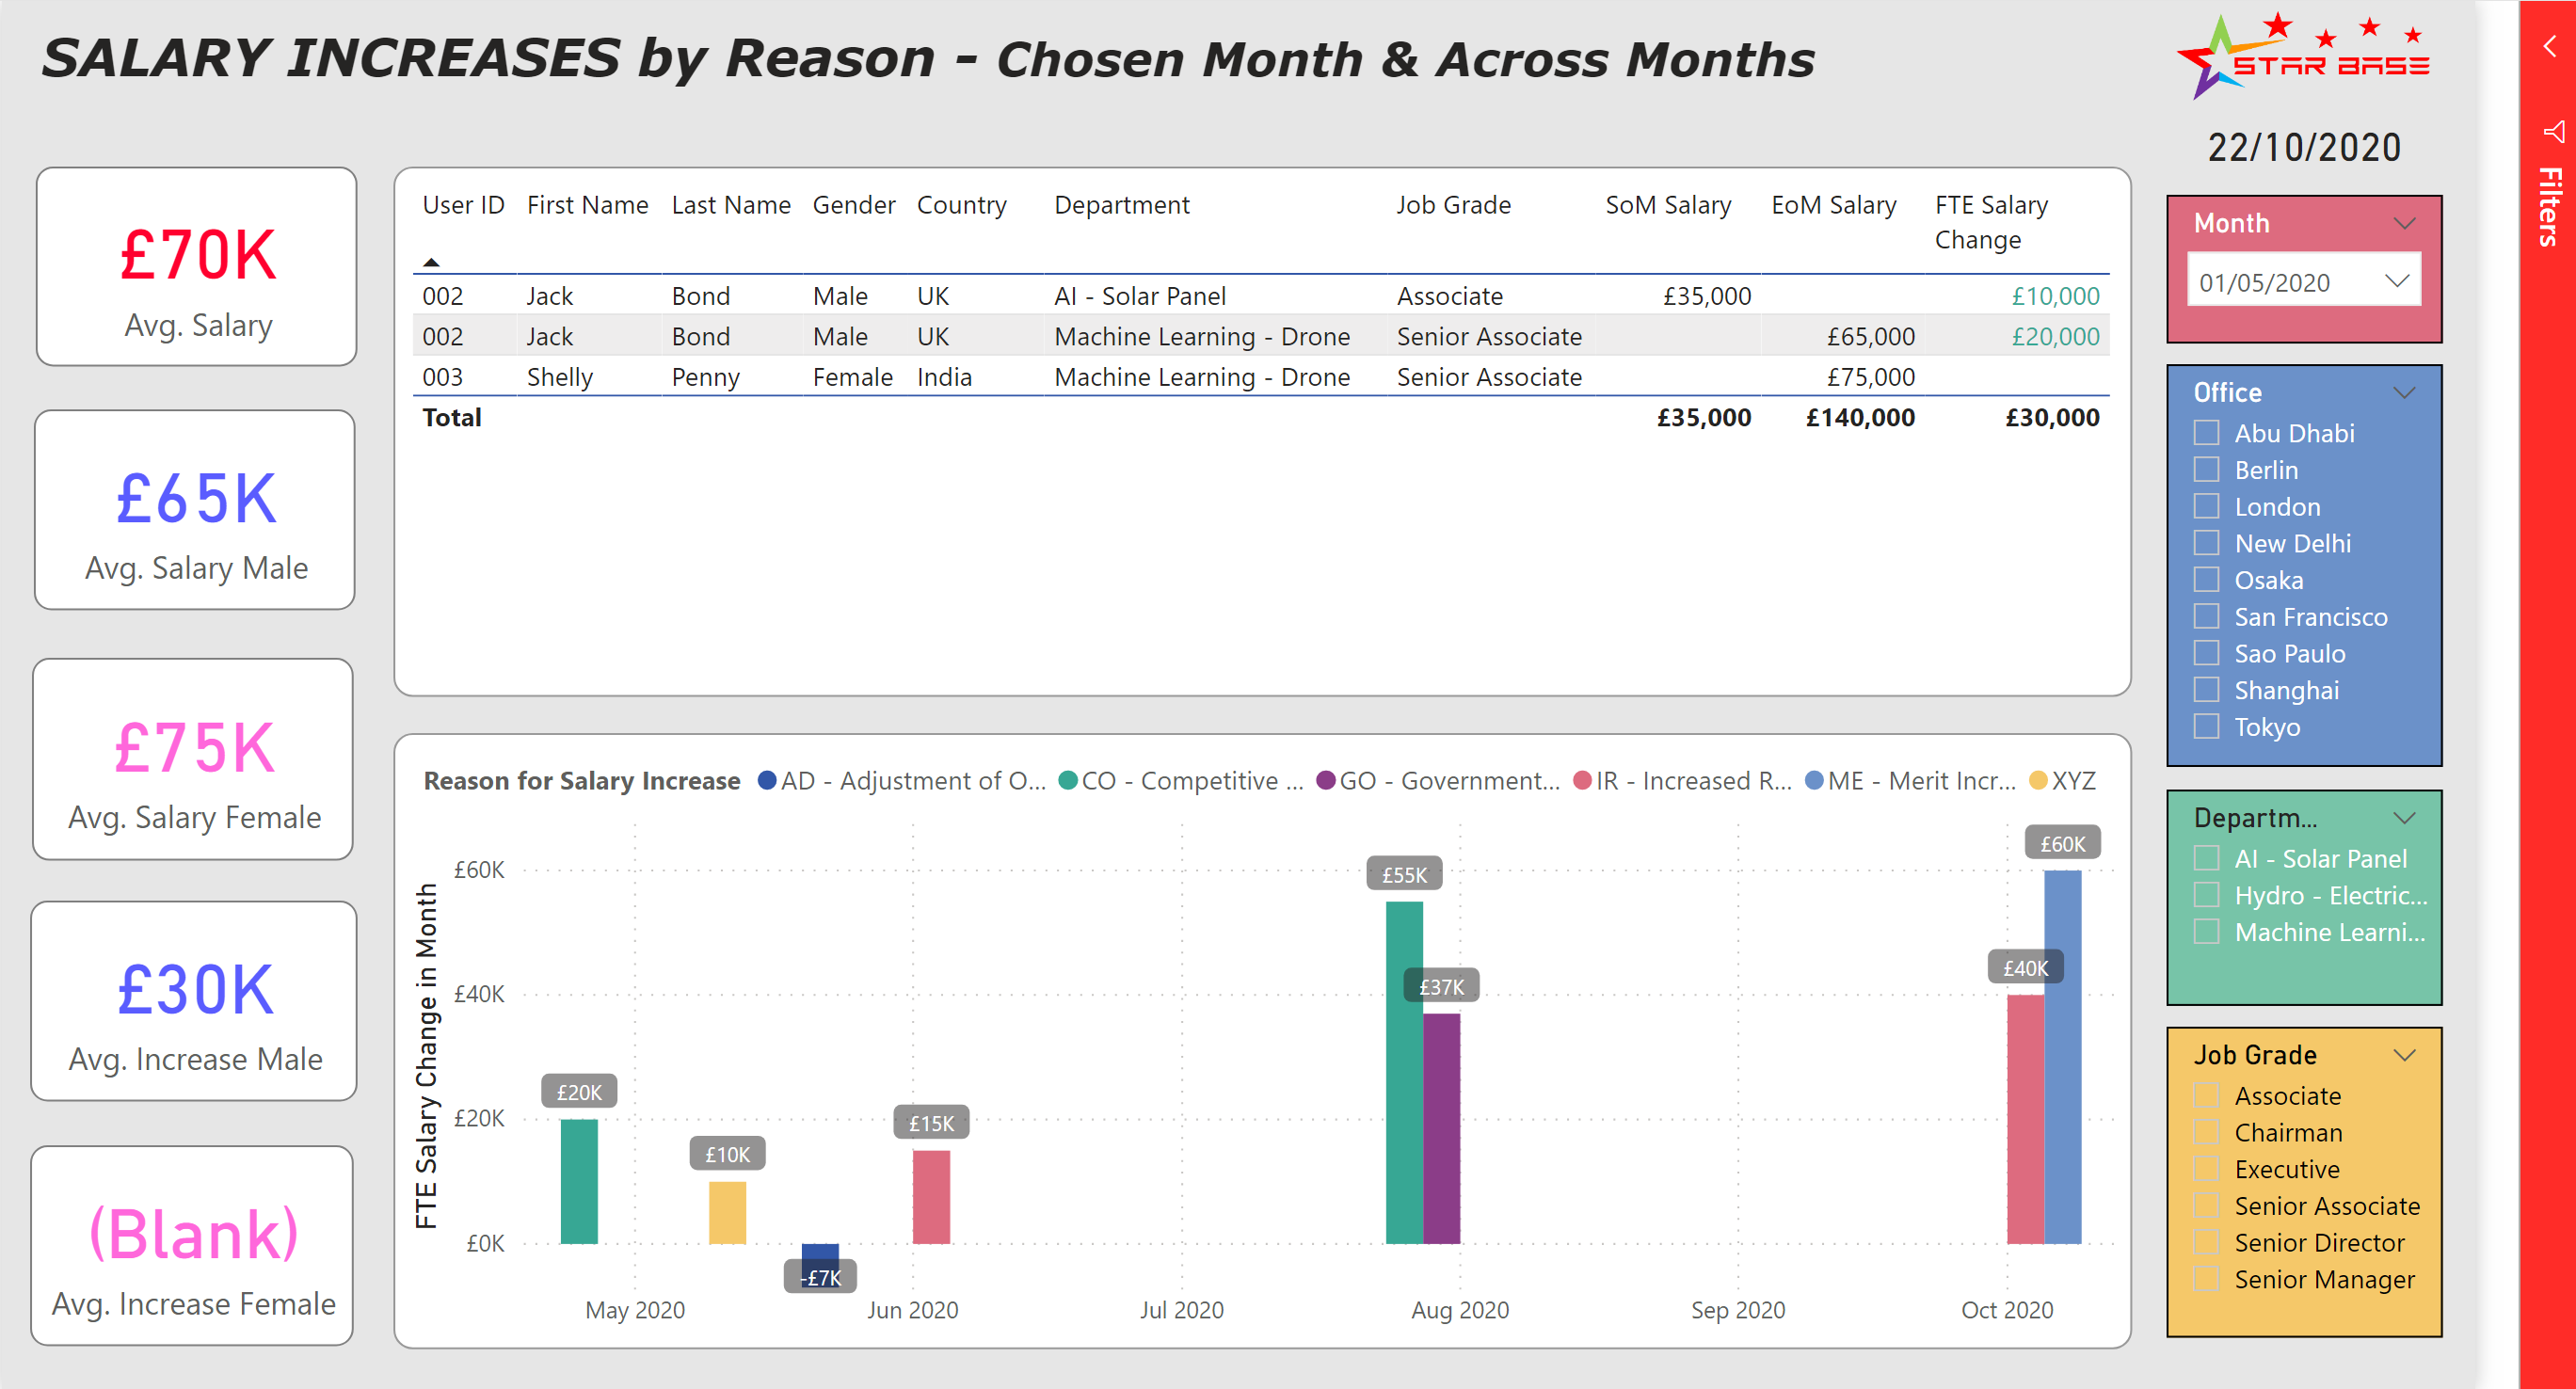 SALARY INCREASES by Reason - Chosen Month & Across Months
STAR BASE
22/10/2020
£70K
Avg. Salary
£65K
Avg. Salary Male
£75K
Avg. Salary Female
£30K
Avg. Increase Male
(Blank)
Avg. Increase Female
User ID First Name Last Name Gender Country Department Job Grade SoM Salary EoM Salary FTE Salary
Change
002 Jack Bond Male UK AI - Solar Panel Associate £35,000 £10,000
002 Jack Bond Male UK Machine Learning - Drone Senior Associate £65,000 £20,000
003 Shelly Penny Female India Machine Learning - Drone Senior Associate £75,000
Total £35,000 £140,000 £30,000
Reason for Salary Increase AD - Adjustment of O... CO - Competitive ... GO - Government... IR - Increased R... ME - Merit Incr... XYZ
FTE Salary Change in Month
£60K
£40K
£20K
£0K
£20K
£10K
-£7K
£15K
£55K
£37K
£40K
£60K
May 2020 Jun 2020 Jul 2020 Aug 2020 Sep 2020 Oct 2020
Month
01/05/2020
Office
Abu Dhabi
Berlin
London
New Delhi
Osaka
San Francisco
Sao Paulo
Shanghai
Tokyo
Departm...
AI - Solar Panel
Hydro - Electric...
Machine Learni...
Job Grade
Associate
Chairman
Executive
Senior Associate
Senior Director
Senior Manager
Filters